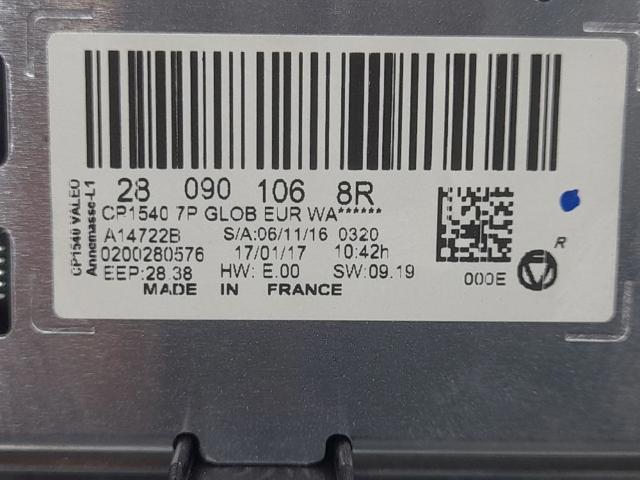 28 090 106 8R
CP1540 7P GLOB EUR WA******
A14722B S/A:06/11/16 0320
0200280576 17/01/17 10:42h
EEP:28.38 HW: E.00 SW:09.19
MADE IN FRANCE
000E
R
CP1540 VALEO
Annemasse-L1